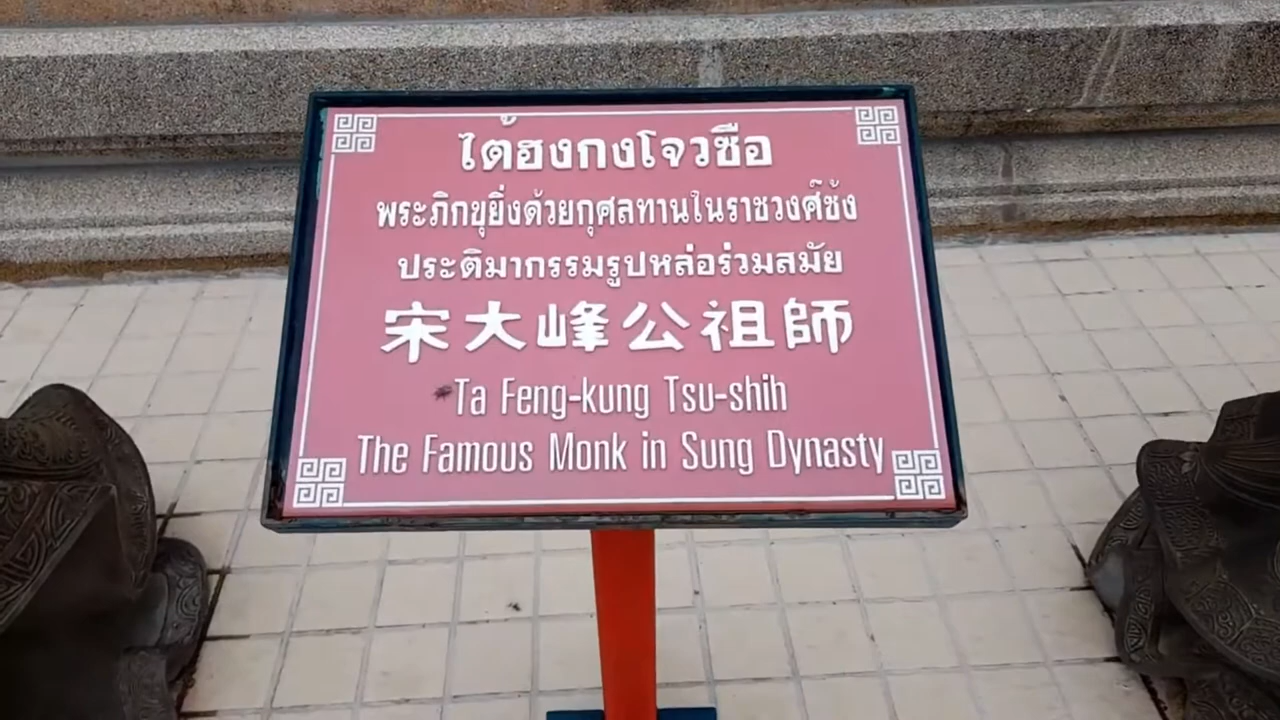 ไต้ฮงกงโจวซือ
พระภิกขุยิ่งด้วยกุศลทานในราชวงศ์ซ้ง
ประติมากรรมรูปหล่อร่วมสมัย
宋大峰公祖師
Ta Feng-kung Tsu-shih
The Famous Monk in Sung Dynasty